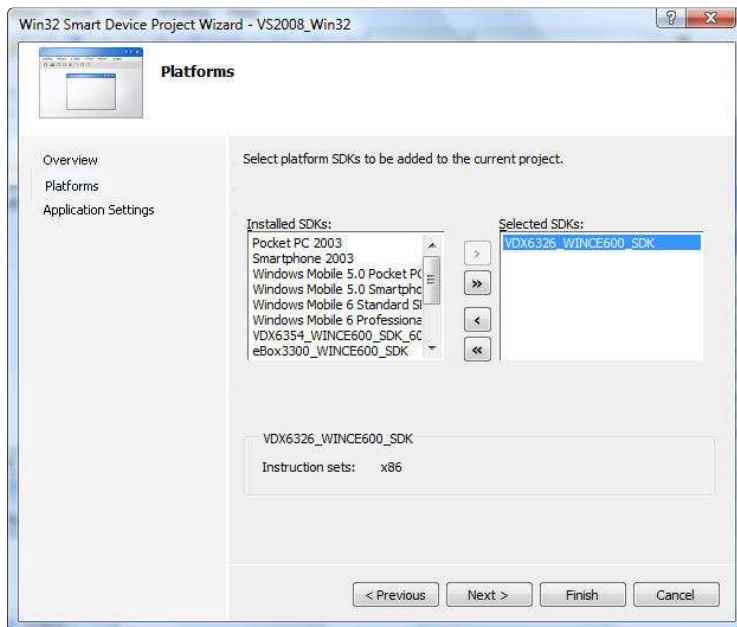 Win32 Smart Device Project Wizard - VS2008_Win32
Platforms
Overview
Platforms
Application Settings
Select platform SDKs to be added to the current project.
Installed SDKs:
Pocket PC 2003
Smartphone 2003
Windows Mobile 5.0 Pocket PC
Windows Mobile 5.0 Smartpho
Windows Mobile 6 Standard S
Windows Mobile 6 Professiona
VDX6354_WINCE600_SDK_60
eBox3300_WINCE600_SDK
>
»
<
«
Selected SDKs:
VDX6326_WINCE600_SDK
VDX6326_WINCE600_SDK
Instruction sets: x86
< Previous
Next >
Finish
Cancel